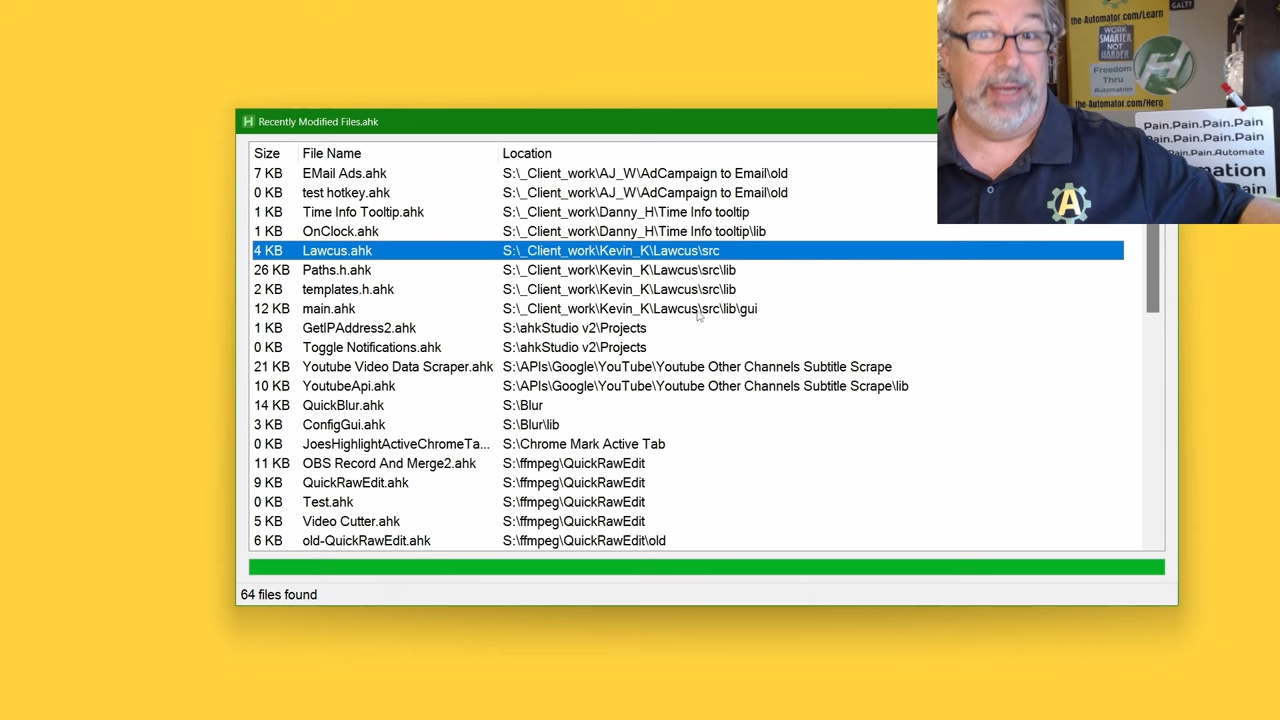 GALT?
the-Automator.com/Learn
WORK
SMARTER
NOT
HARDER
Freedom
Thru
Automation
the-Automator.com/Hero
Pain.Pain.Pain.Pain
Pain.Pain.Pain.Pain
Pain.Pain.Automate
mation
Pain
A
H Recently Modified Files.ahk
Size File Name Location
7 KB EMail Ads.ahk S:\_Client_work\AJ_W\AdCampaign to Email\old
0 KB test hotkey.ahk S:\_Client_work\AJ_W\AdCampaign to Email\old
1 KB Time Info Tooltip.ahk S:\_Client_work\Danny_H\Time Info tooltip
1 KB OnClock.ahk S:\_Client_work\Danny_H\Time Info tooltip\lib
4 KB Lawcus.ahk S:\_Client_work\Kevin_K\Lawcus\src
26 KB Paths.h.ahk S:\_Client_work\Kevin_K\Lawcus\src\lib
2 KB templates.h.ahk S:\_Client_work\Kevin_K\Lawcus\src\lib
12 KB main.ahk S:\_Client_work\Kevin_K\Lawcus\src\lib\gui
1 KB GetIPAddress2.ahk S:\ahkStudio v2\Projects
0 KB Toggle Notifications.ahk S:\ahkStudio v2\Projects
21 KB Youtube Video Data Scraper.ahk S:\APIs\Google\YouTube\Youtube Other Channels Subtitle Scrape
10 KB YoutubeApi.ahk S:\APIs\Google\YouTube\Youtube Other Channels Subtitle Scrape\lib
14 KB QuickBlur.ahk S:\Blur
3 KB ConfigGui.ahk S:\Blur\lib
0 KB JoesHighlightActiveChromeTa... S:\Chrome Mark Active Tab
11 KB OBS Record And Merge2.ahk S:\ffmpeg\QuickRawEdit
9 KB QuickRawEdit.ahk S:\ffmpeg\QuickRawEdit
0 KB Test.ahk S:\ffmpeg\QuickRawEdit
5 KB Video Cutter.ahk S:\ffmpeg\QuickRawEdit
6 KB old-QuickRawEdit.ahk S:\ffmpeg\QuickRawEdit\old
64 files found